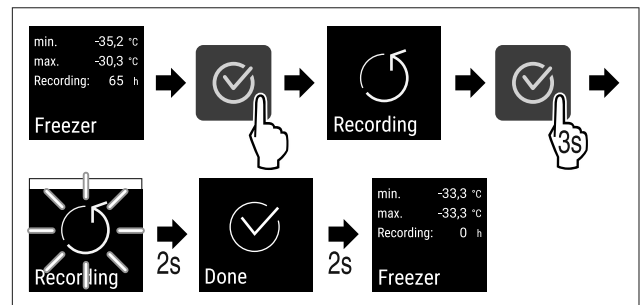 min. -35,2 °C
max. -30,3 °C
Recording: 65 h
Freezer
Recording
3s
Recording
2s
Done
2s
min. -33,3 °C
max. -33,3 °C
Recording: 0 h
Freezer